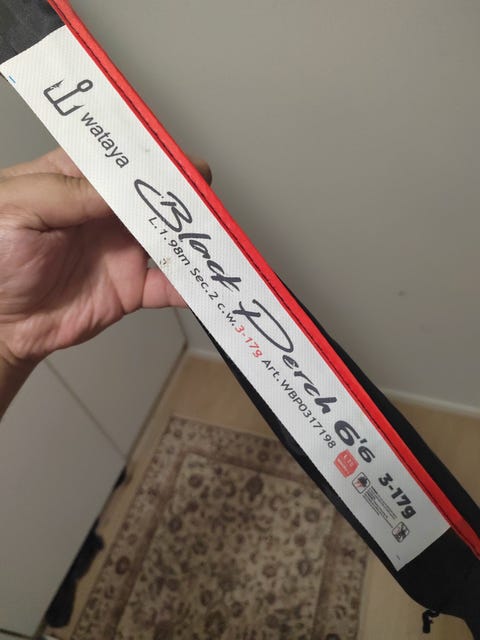 wataya
Black Perch 6'6 3-17g
L.1.98m Sec.2 c.w.3-17g Art.WBP0317198